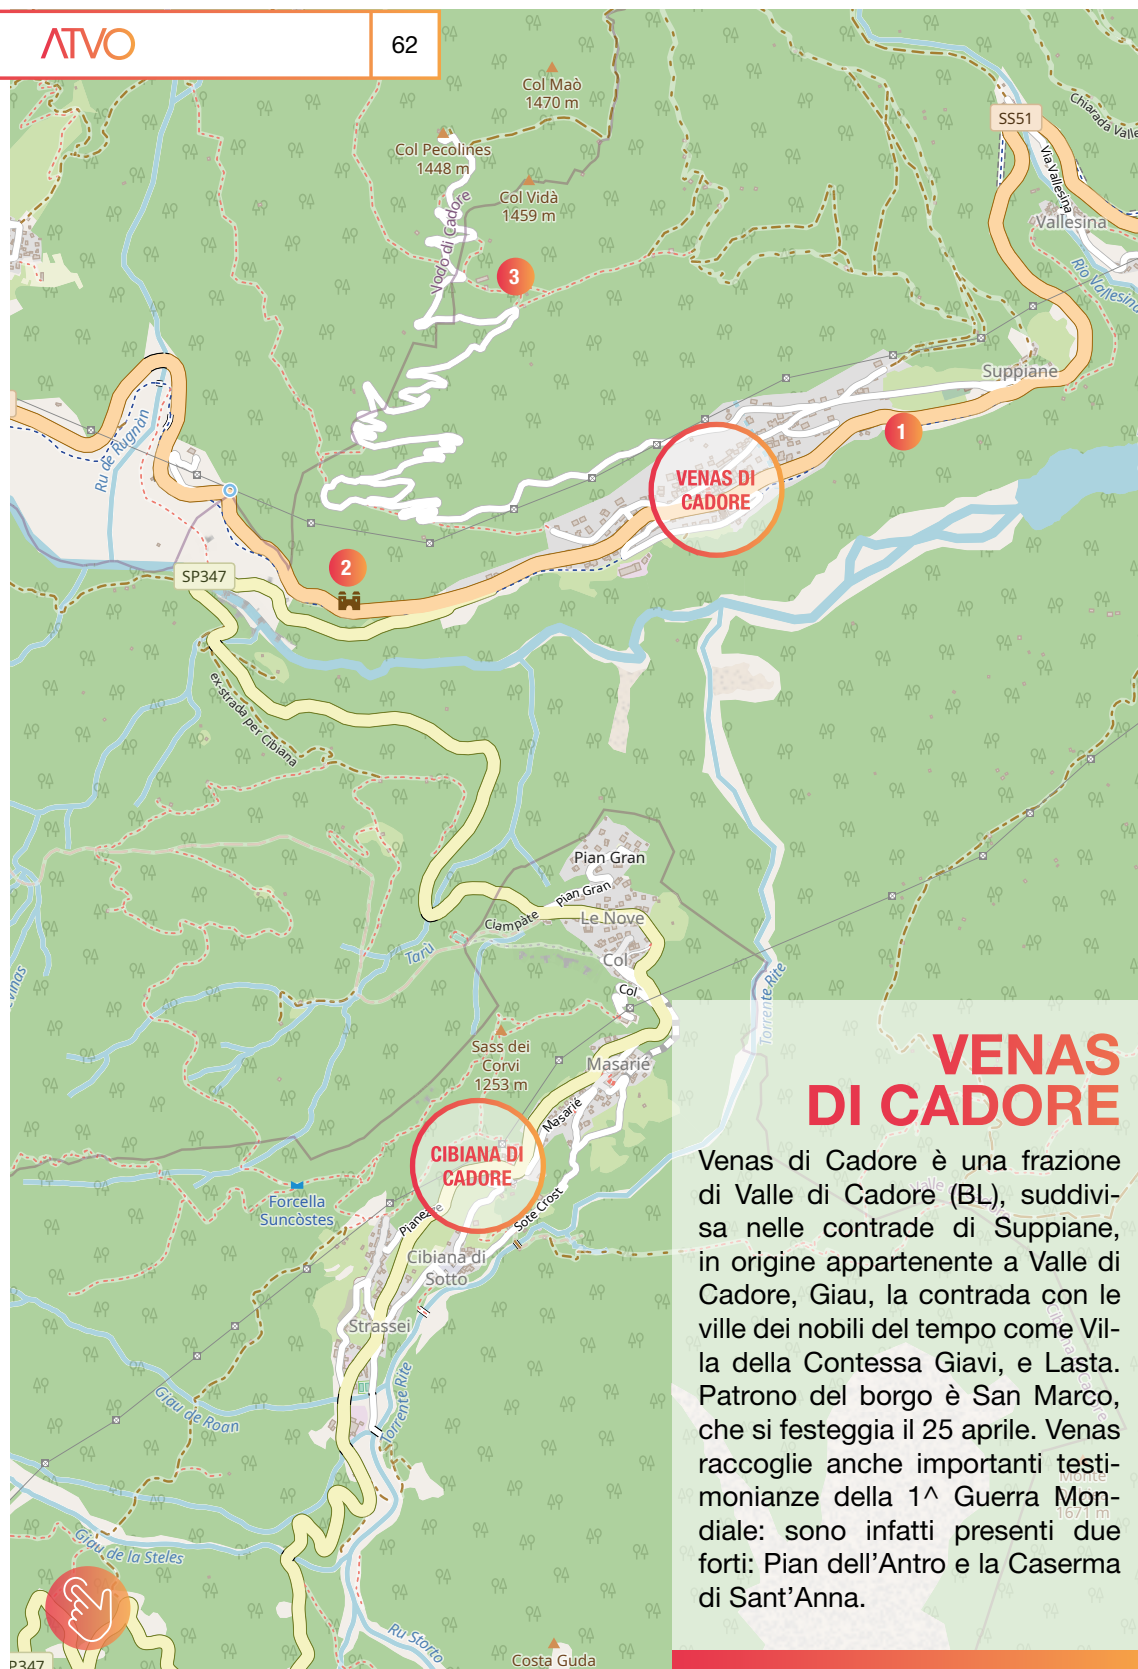 ATVO
62
Col Maò
1470 m
Col Pecolines
1448 m
Col Vidà
1459 m
Vodo di Cadore
3
SS51
Chiarada Valle
Via Vallesina
Vallesina
Rio Vallesina
Suppiane
1
VENAS DI
CADORE
Ru de Rugnan
2
SP347
ex-strada per Cibiana
Pian Gran
Pian Gran
Le Nove
Ciampàte
Tarù
Col
Col
Torrente Rite
Sass dei
Corvi
1253 m
Masarié
Masarié
CIBIANA DI
CADORE
Forcella
Suncòstes
Sote Crost
Cibiana di
Sotto
Strassei
Torrente Rite
Giau de Roan
Giau de la Steles
Ru Storto
Costa Guda
P347
VENAS
DI CADORE
Venas di Cadore è una frazione
di Valle di Cadore (BL), suddivi-
sa nelle contrade di Suppiane,
in origine appartenente a Valle di
Cadore, Giau, la contrada con le
ville dei nobili del tempo come Vil-
la della Contessa Giavi, e Lasta.
Patrono del borgo è San Marco,
che si festeggia il 25 aprile. Venas
raccoglie anche importanti testi-
monianze della 1^ Guerra Mon-
diale: sono infatti presenti due
forti: Pian dell'Antro e la Caserma
di Sant'Anna.
Monte
1671 m